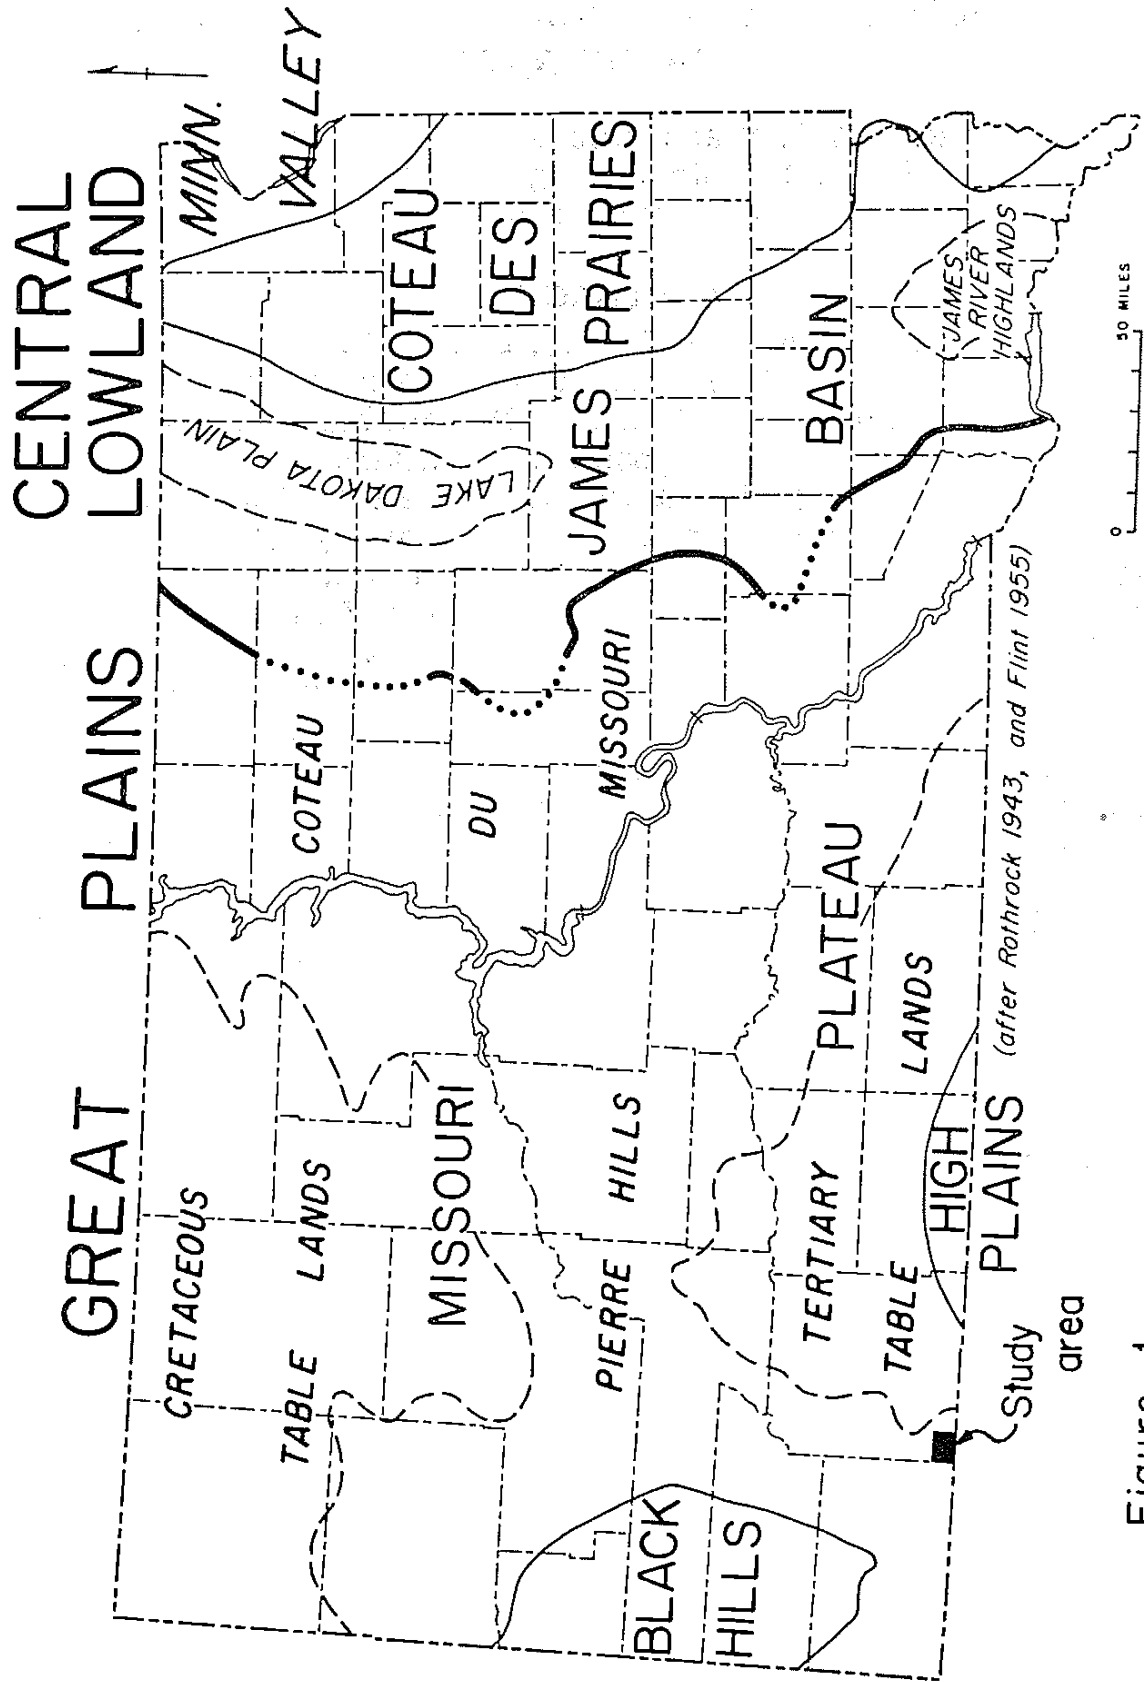 GREAT PLAINS
CENTRAL
LOWLAND
MINN.
VALLEY
CRETACEOUS
TABLE LANDS
COTEAU
DU
MISSOURI
LAKE DAKOTA PLAIN
COTEAU
DES
PRAIRIES
MISSOURI
PLATEAU
JAMES
BASIN
JAMES
RIVER
HIGHLANDS
PIERRE HILLS
BLACK
HILLS
TERTIARY
TABLE LANDS
HIGH
PLAINS
Study
area
(after Rothrock 1943, and Flint 1955)
0 50 MILES
Figure 1